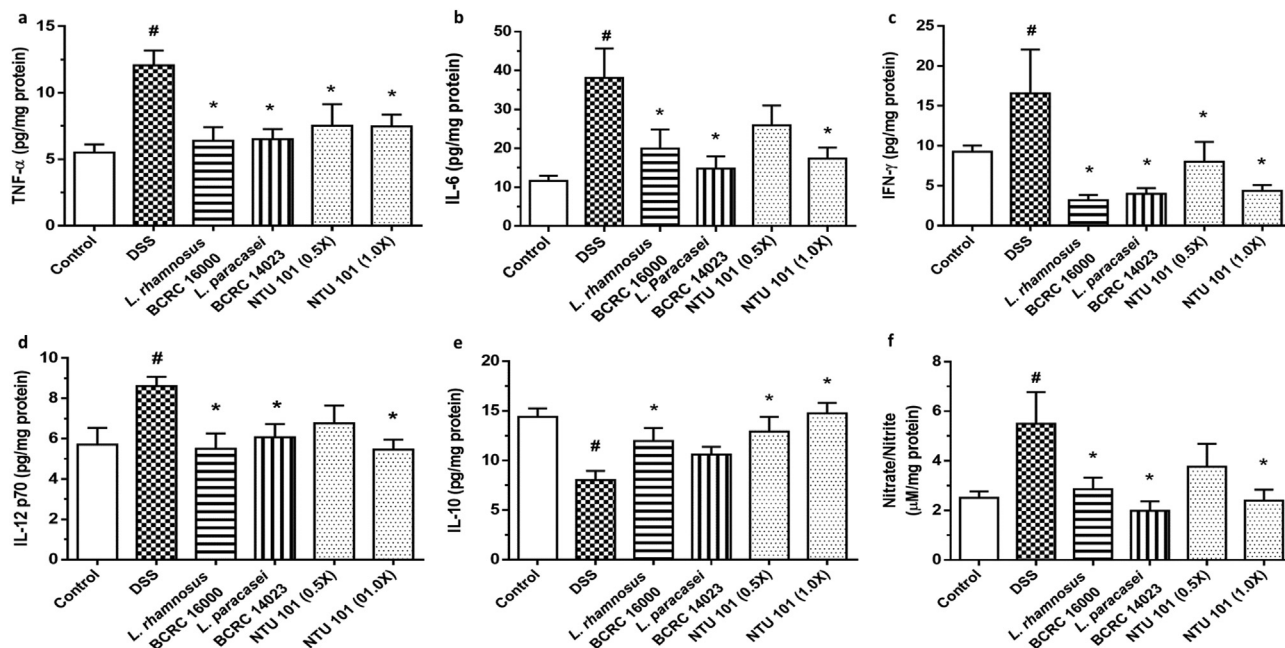 a
TNF-α (pg/mg protein)
15
10
5
0
#
*
*
*
*
Control
DSS
L. rhamnosus
BCRC 16000
L. paracasei
BCRC 14023
NTU 101 (0.5X)
NTU 101 (1.0X)
b
IL-6 (pg/mg protein)
50
40
30
20
10
0
#
*
*
*
Control
DSS
L. rhamnosus
BCRC 16000
L. Paracasei
BCRC 14023
NTU 101 (0.5X)
NTU 101 (1.0X)
c
IFN-γ (pg/mg protein)
25
20
15
10
5
0
#
*
*
*
*
Control
DSS
L. rhamnosus
BCRC 16000
L. paracasei
BCRC 14023
NTU 101 (0.5X)
NTU 101 (1.0X)
d
IL-12 p70 (pg/mg protein)
10
8
6
4
2
0
#
*
*
*
Control
DSS
L. rhamnosus
BCRC 16000
L. paracasei
BCRC 14023
NTU 101 (0.5X)
NTU 101 (01.0X)
e
IL-10 (pg/mg protein)
20
15
10
5
0
#
*
*
*
Control
DSS
L. rhamnosus
BCRC 16000
L. paracasei
BCRC 14023
NTU 101 (0.5X)
NTU 101 (1.0X)
f
Nitrate/Nitrite
(μM/mg protein)
8
6
4
2
0
#
*
*
*
Control
DSS
L. rhamnosus
BCRC 16000
L. paracasei
BCRC 14023
NTU 101 (0.5X)
NTU 101 (1.0X)